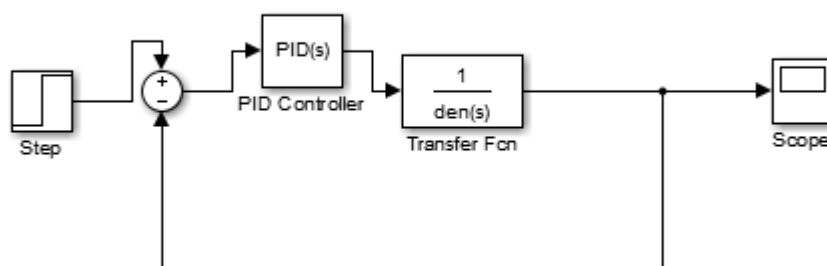 Step
+
−
PID(s)
PID Controller
1
den(s)
Transfer Fcn
Scope